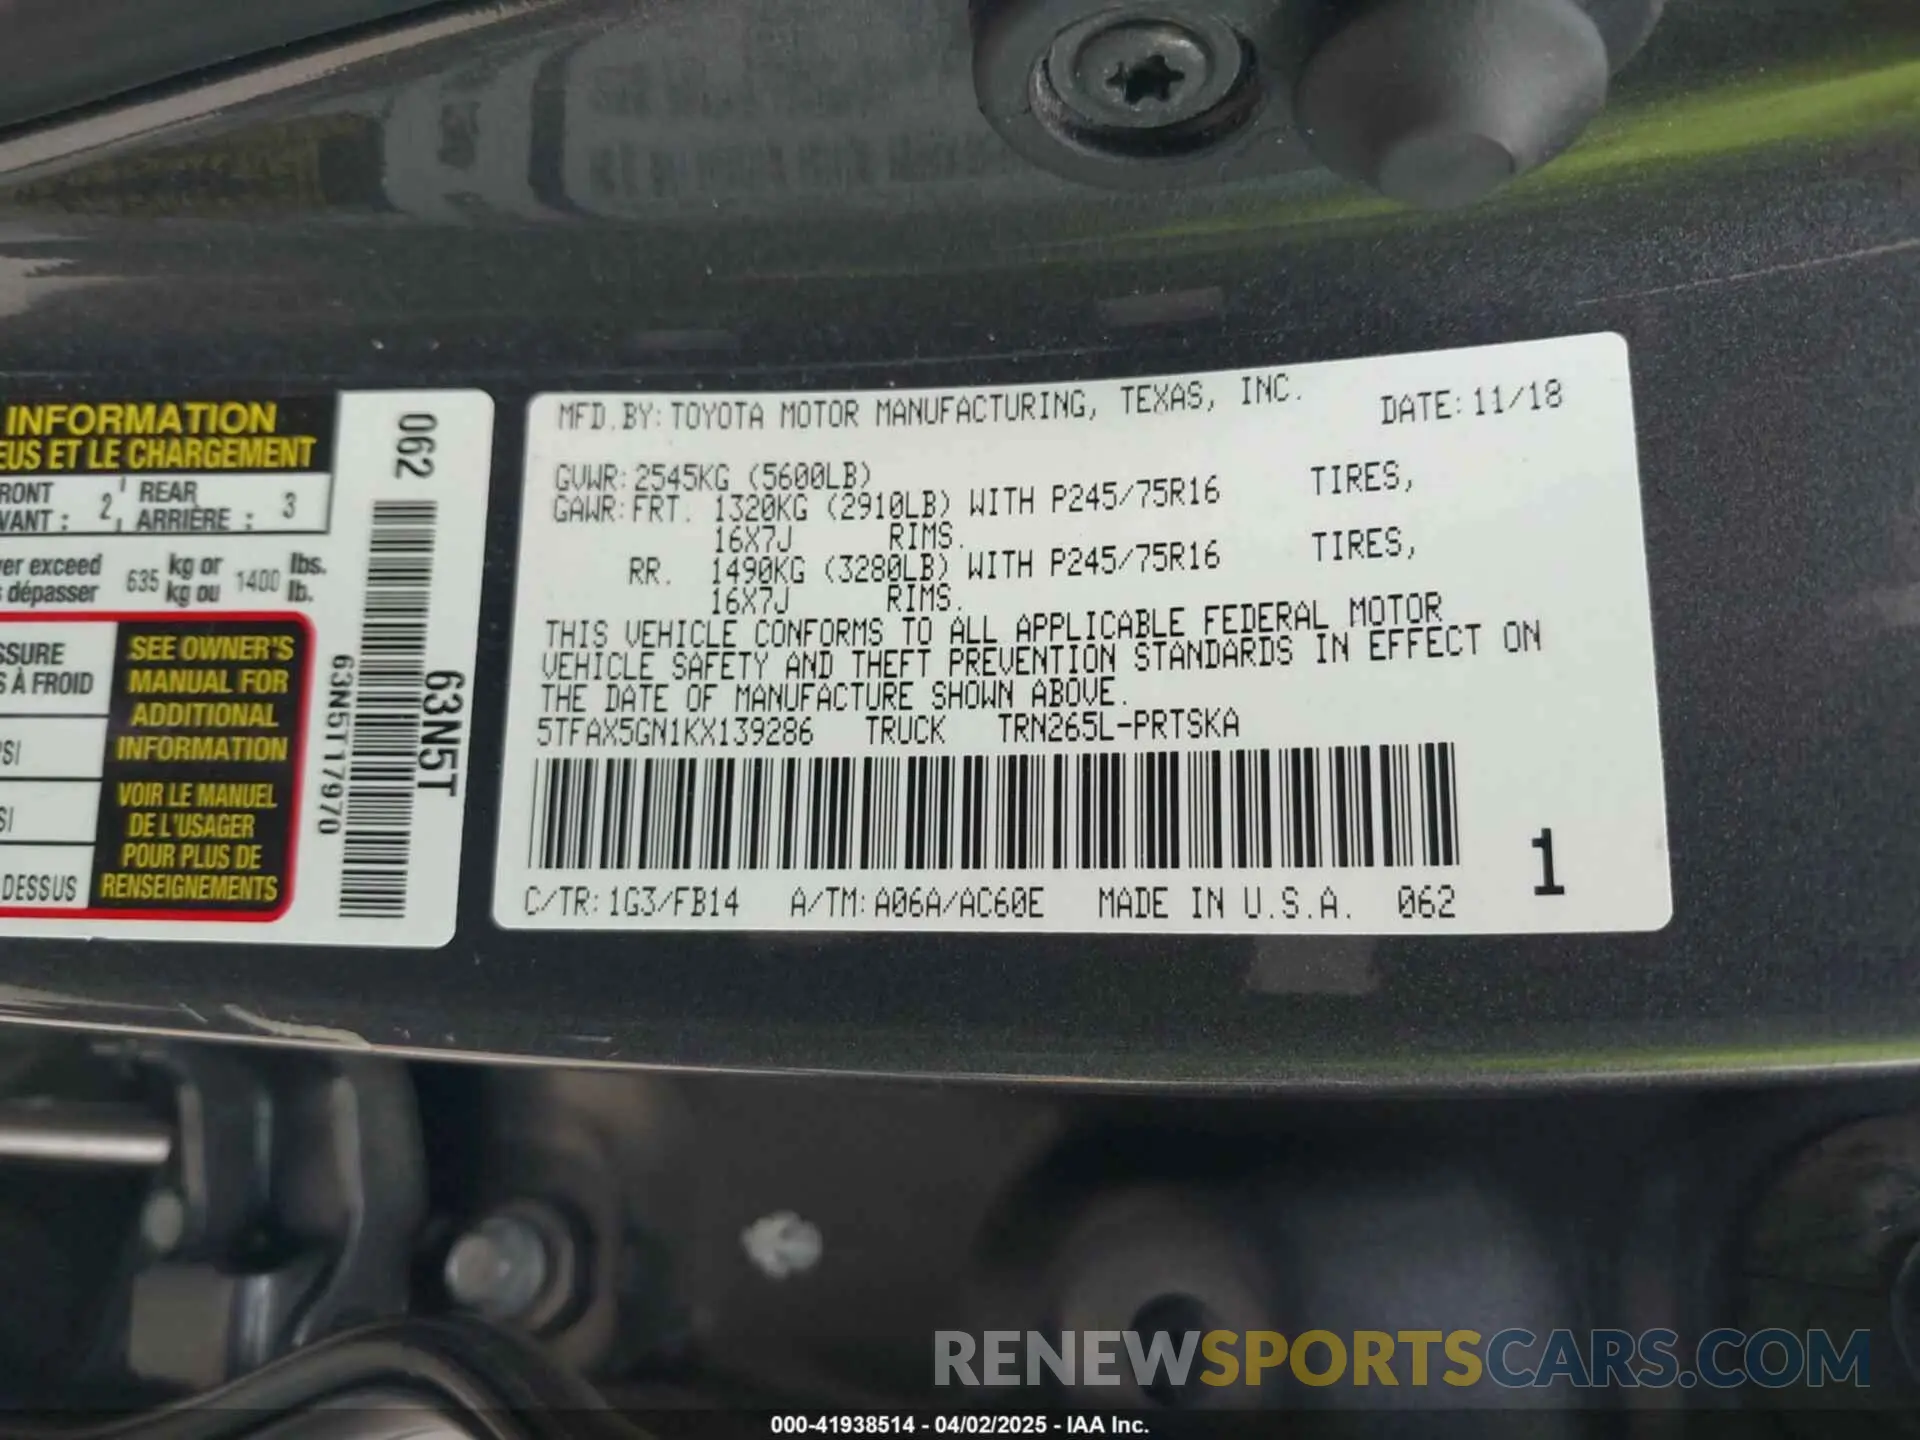 INFORMATION
EUS ET LE CHARGEMENT
RONT 2 REAR 3
VANT : ARRIÈRE :
er exceed 635 kg or 1400 lbs.
dépasser kg ou lb.
SSURE
S À FROID
SI
SI
DESSUS
SEE OWNER'S
MANUAL FOR
ADDITIONAL
INFORMATION
VOIR LE MANUEL
DE L'USAGER
POUR PLUS DE
RENSEIGNEMENTS
062
63N5T17970
63N5T
MFD.BY:TOYOTA MOTOR MANUFACTURING, TEXAS, INC. DATE:11/18
GVWR:2545KG (5600LB)
GAWR:FRT. 1320KG (2910LB) WITH P245/75R16 TIRES,
16X7J RIMS.
RR. 1490KG (3280LB) WITH P245/75R16 TIRES,
16X7J RIMS.
THIS VEHICLE CONFORMS TO ALL APPLICABLE FEDERAL MOTOR
VEHICLE SAFETY AND THEFT PREVENTION STANDARDS IN EFFECT ON
THE DATE OF MANUFACTURE SHOWN ABOVE.
5TFAX5GN1KX139286 TRUCK TRN265L-PRTSKA
C/TR:1G3/FB14 A/TM:A06A/AC60E MADE IN U.S.A. 062 1
RENEWSPORTSCARS.COM
000-41938514 - 04/02/2025 - IAA Inc.